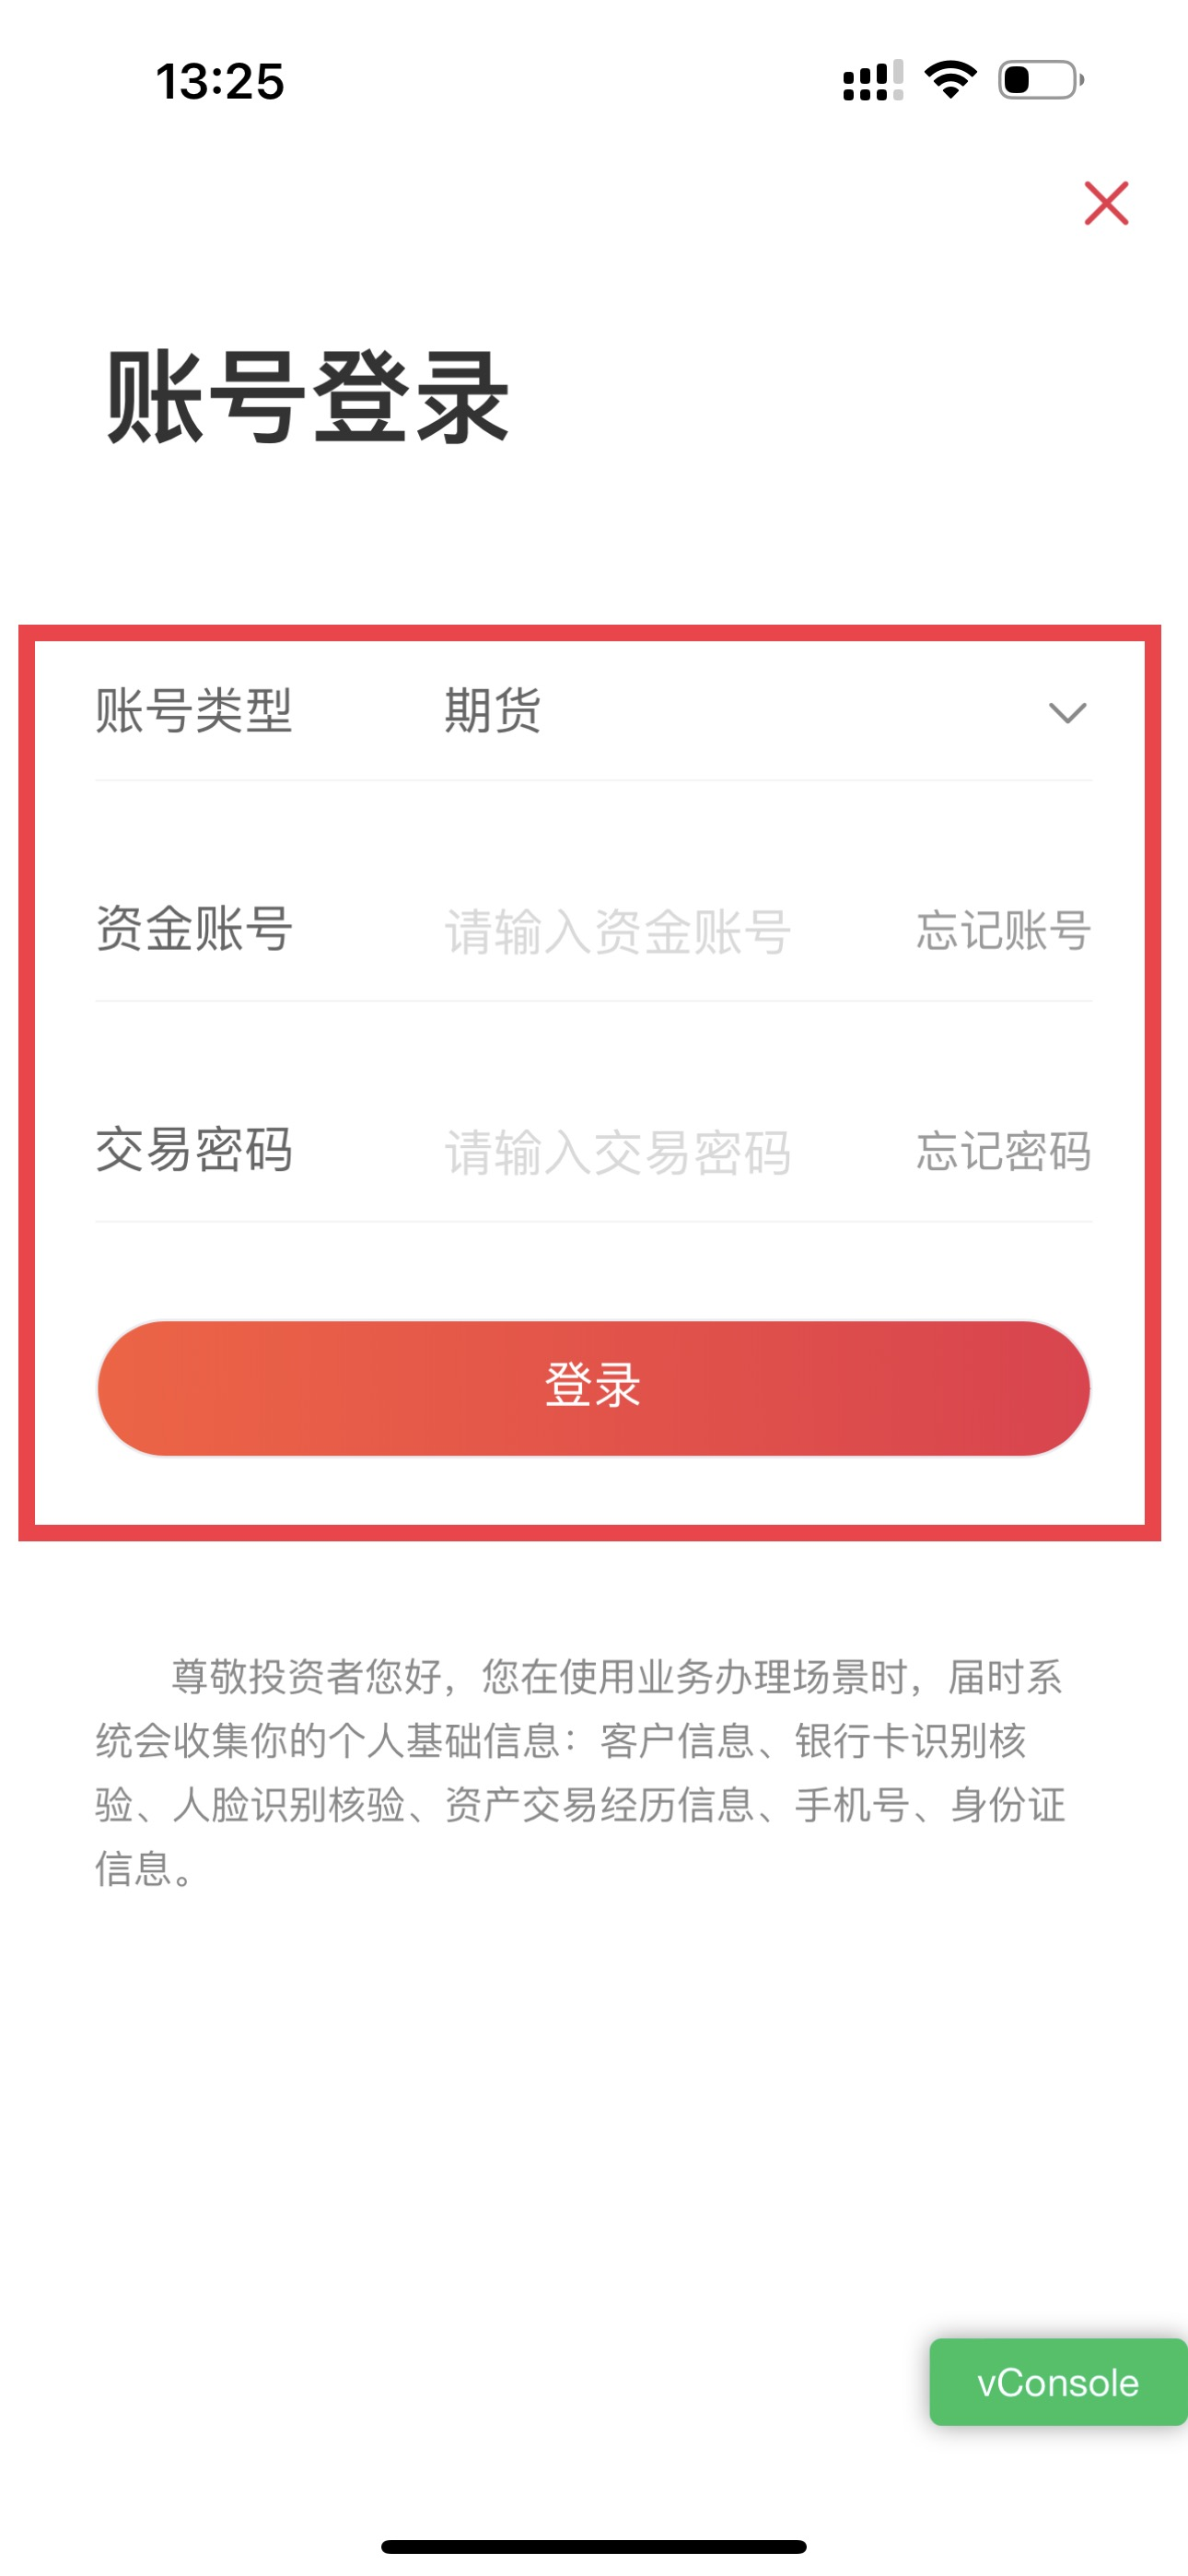 13:25
账号登录
账号类型 期货
资金账号 请输入资金账号 忘记账号
交易密码 请输入交易密码 忘记密码
登录
尊敬投资者您好，您在使用业务办理场景时，届时系
统会收集你的个人基础信息：客户信息、银行卡识别核
验、人脸识别核验、资产交易经历信息、手机号、身份证
信息。
vConsole